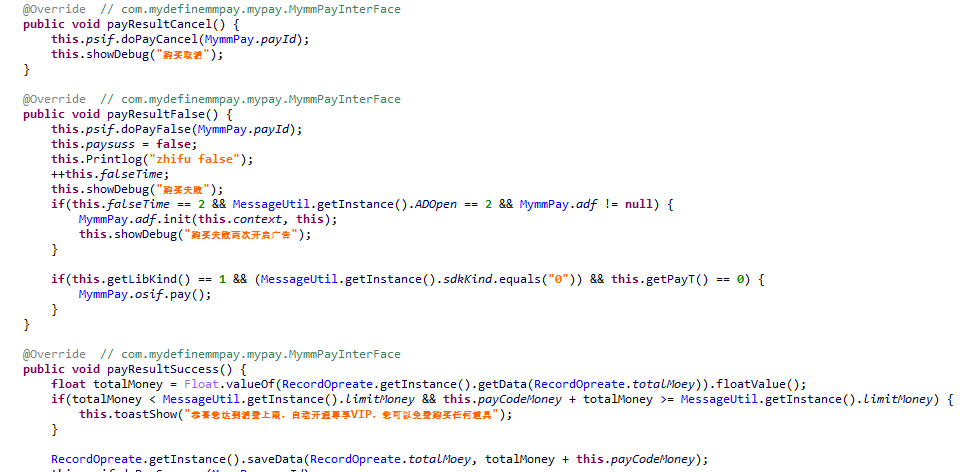 @Override  // com.mydefinemmpay.mypay.MymmPayInterFace
public void payResultCancel() {
    this.psif.doPayCancel(MymmPay.payId);
    this.showDebug("购买取消");
}

@Override  // com.mydefinemmpay.mypay.MymmPayInterFace
public void payResultFalse() {
    this.psif.doPayFalse(MymmPay.payId);
    this.paysuss = false;
    this.Printlog("zhifu false");
    ++this.falseTime;
    this.showDebug("购买失败");
    if(this.falseTime == 2 && MessageUtil.getInstance().ADOpen == 2 && MymmPay.adf != null) {
        MymmPay.adf.init(this.context, this);
        this.showDebug("购买失败两次开启广告");
    }

    if(this.getLibKind() == 1 && (MessageUtil.getInstance().sdkKind.equals("0")) && this.getPayT() == 0) {
        MymmPay.osif.pay();
    }
}

@Override  // com.mydefinemmpay.mypay.MymmPayInterFace
public void payResultSuccess() {
    float totalMoney = Float.valueOf(RecordOpreate.getInstance().getData(RecordOpreate.totalMoey)).floatValue();
    if(totalMoney < MessageUtil.getInstance().limitMoney && this.payCodeMoney + totalMoney >= MessageUtil.getInstance().limitMoney) {
        this.toastShow("恭喜您达到消费上限，自动开通尊享VIP，您可以免费购买任何道具");
    }

    RecordOpreate.getInstance().saveData(RecordOpreate.totalMoey, totalMoney + this.payCodeMoney);